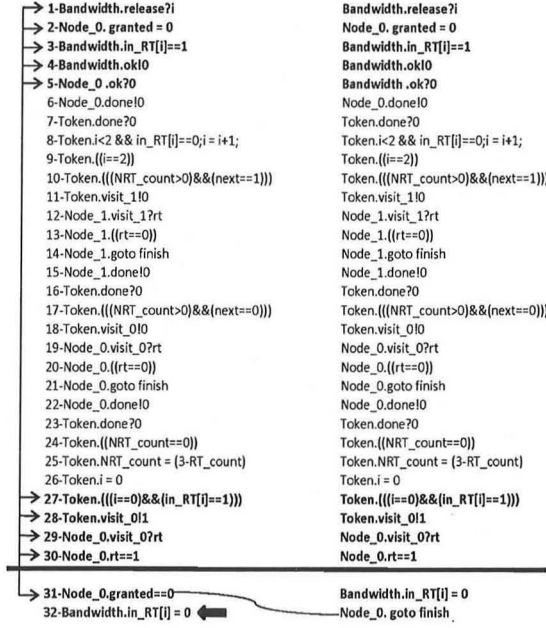 1-Bandwidth.release?i Bandwidth.release?i
2-Node_0. granted = 0 Node_0. granted = 0
3-Bandwidth.in_RT[i]==1 Bandwidth.in_RT[i]==1
4-Bandwidth.ok!0 Bandwidth.ok!0
5-Node_0 .ok?0 Bandwidth .ok?0
6-Node_0.done!0 Node_0.done!0
7-Token.done?0 Token.done?0
8-Token.i<2 && in_RT[i]==0;i = i+1; Token.i<2 && in_RT[i]==0;i = i+1;
9-Token.((i==2)) Token.((i==2))
10-Token.(((NRT_count>0)&&(next==1))) Token.(((NRT_count>0)&&(next==1)))
11-Token.visit_1!0 Token.visit_1!0
12-Node_1.visit_1?rt Node_1.visit_1?rt
13-Node_1.((rt==0)) Node_1.((rt==0))
14-Node_1.goto finish Node_1.goto finish
15-Node_1.done!0 Node_1.done!0
16-Token.done?0 Token.done?0
17-Token.(((NRT_count>0)&&(next==0))) Token.(((NRT_count>0)&&(next==0)))
18-Token.visit_0!0 Token.visit_0!0
19-Node_0.visit_0?rt Node_0.visit_0?rt
20-Node_0.((rt==0)) Node_0.((rt==0))
21-Node_0.goto finish Node_0.goto finish
22-Node_0.done!0 Node_0.done!0
23-Token.done?0 Token.done?0
24-Token.((NRT_count==0)) Token.((NRT_count==0))
25-Token.NRT_count = (3-RT_count) Token.NRT_count = (3-RT_count)
26-Token.i = 0 Token.i = 0
27-Token.(((i==0)&&(in_RT[i]==1))) Token.(((i==0)&&(in_RT[i]==1)))
28-Token.visit_0!1 Token.visit_0!1
29-Node_0.visit_0?rt Node_0.visit_0?rt
30-Node_0.rt==1 Node_0.rt==1
31-Node_0.granted==0 Bandwidth.in_RT[i] = 0
32-Bandwidth.in_RT[i] = 0 Node_0. goto finish